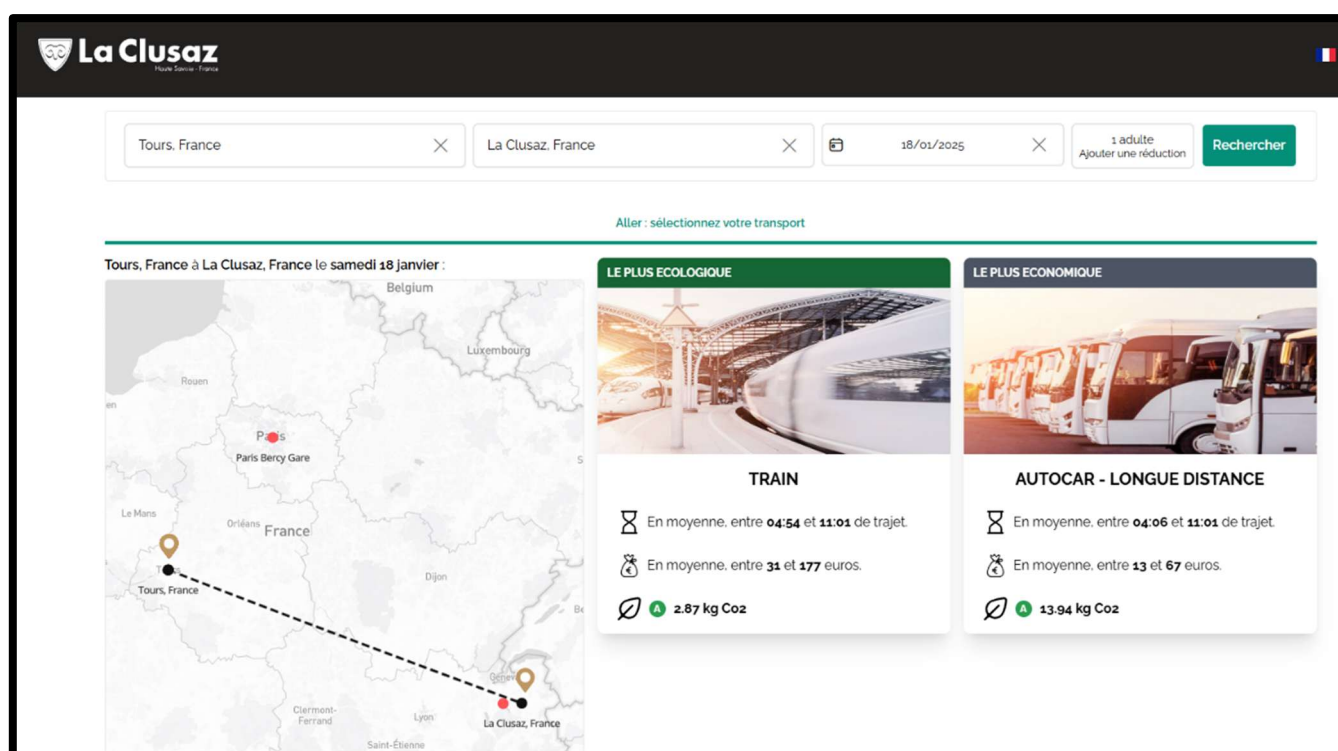 La Clusaz
Haute Savoie - France
Tours, France
La Clusaz, France
18/01/2025
1 adulte
Ajouter une réduction
Rechercher
Aller : sélectionnez votre transport
Tours, France à La Clusaz, France le samedi 18 janvier :
Belgium
Luxembourg
Rouen
en
Paris Bercy Gare
S
Le Mans
Orléans
France
Tours, France
Dijon
Be
Clermont-
Ferrand
Lyon
La Clusaz, France
Saint-Étienne
LE PLUS ECOLOGIQUE
TRAIN
En moyenne, entre 04:54 et 11:01 de trajet.
En moyenne, entre 31 et 177 euros.
A 2.87 kg Co2
LE PLUS ECONOMIQUE
AUTOCAR - LONGUE DISTANCE
En moyenne, entre 04:06 et 11:01 de trajet.
En moyenne, entre 13 et 67 euros.
A 13.94 kg Co2